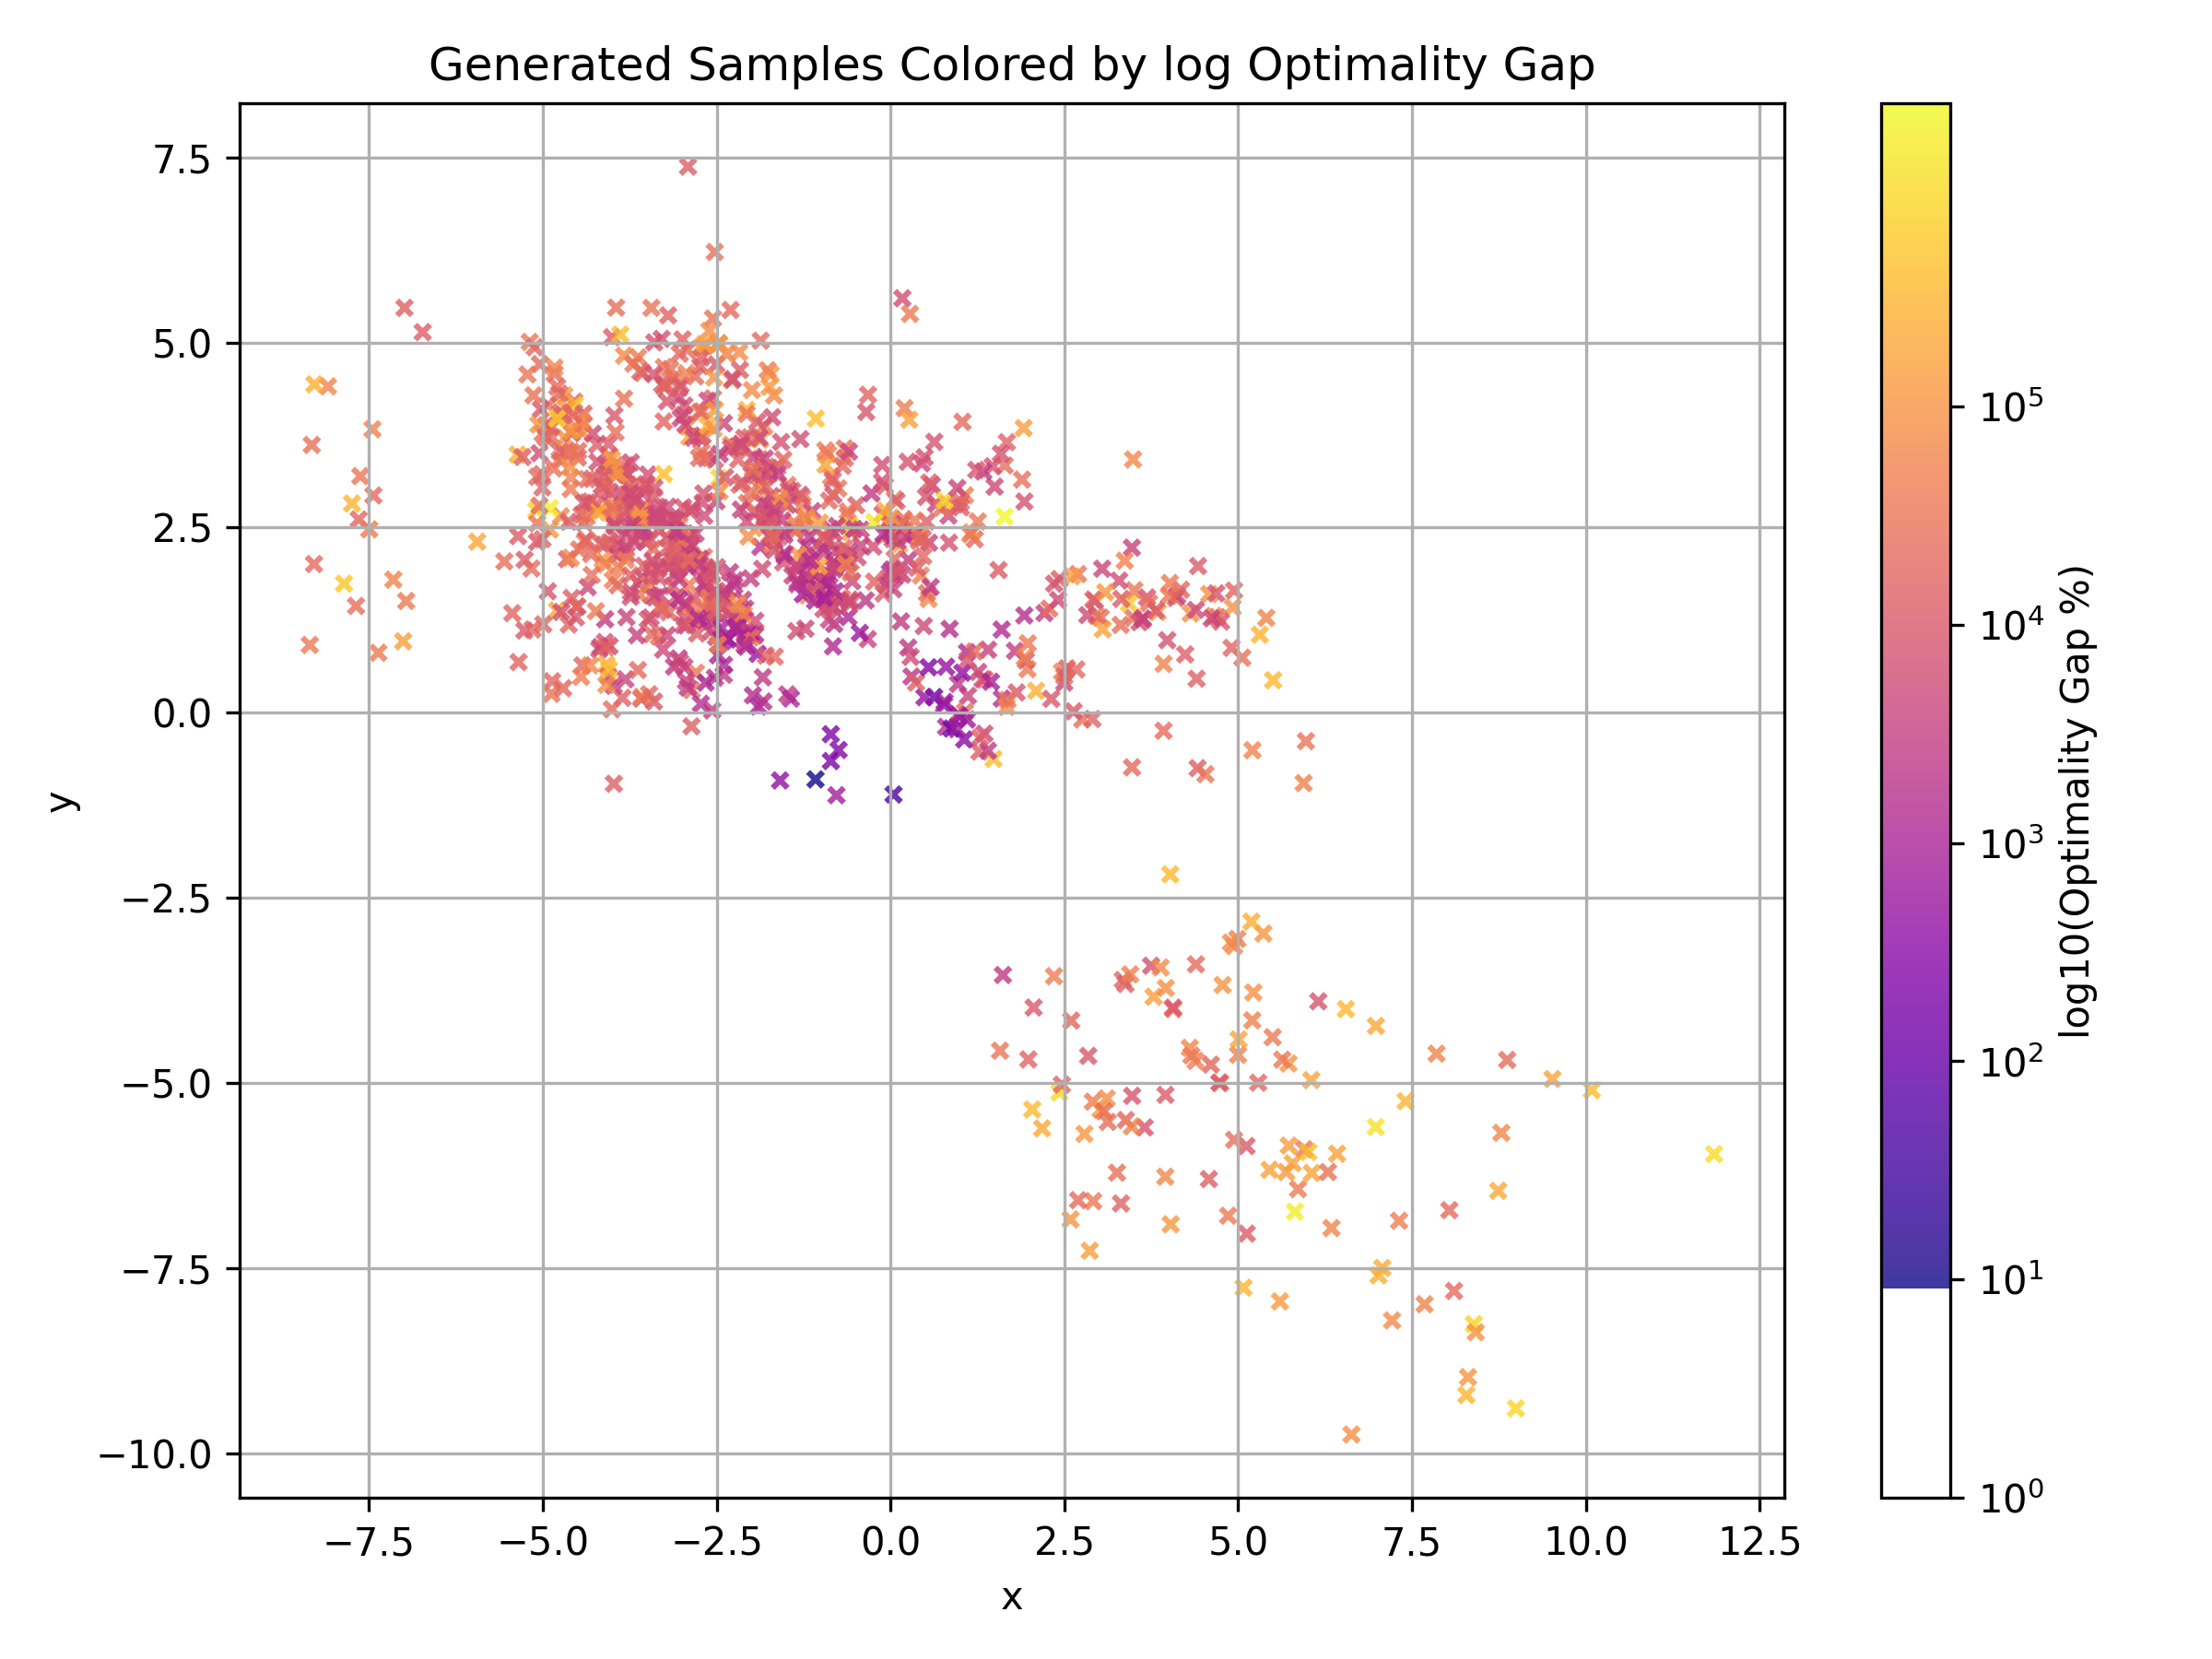 Generated Samples Colored by log Optimality Gap
7.5
5.0
2.5
0.0
−2.5
−5.0
−7.5
−10.0
y
−7.5 −5.0 −2.5 0.0 2.5 5.0 7.5 10.0 12.5
x
10⁵
10⁴
10³
10²
10¹
10⁰
log10(Optimality Gap %)